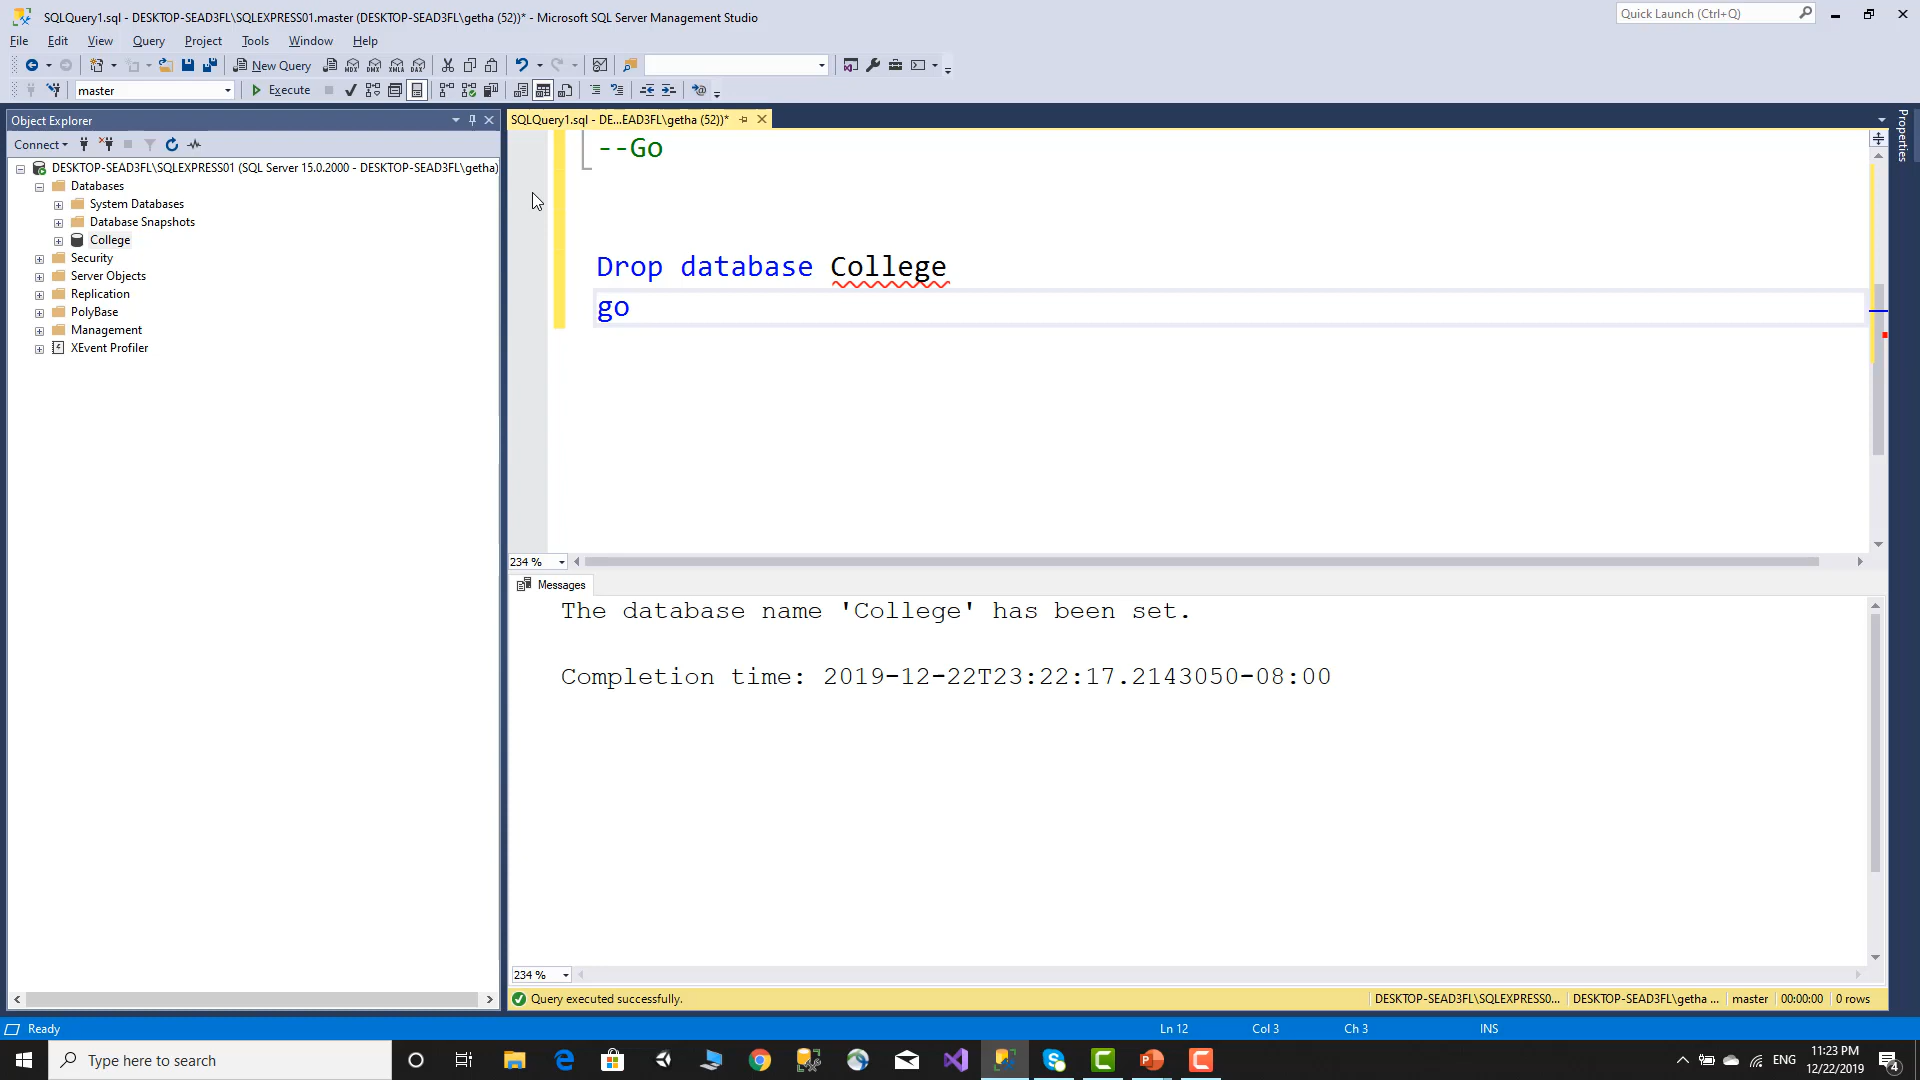 SQLQuery1.sql - DESKTOP-SEAD3FL\SQLEXPRESS01.master (DESKTOP-SEAD3FL\getha (52))* - Microsoft SQL Server Management Studio
Quick Launch (Ctrl+Q)
File Edit View Query Project Tools Window Help
New Query
MDX DMX XMLA DAX
master
Execute
Object Explorer
SQLQuery1.sql - DE...EAD3FL\getha (52))*
Properties
Connect
DESKTOP-SEAD3FL\SQLEXPRESS01 (SQL Server 15.0.2000 - DESKTOP-SEAD3FL\getha)
Databases
System Databases
Database Snapshots
College
Security
Server Objects
Replication
PolyBase
Management
XEvent Profiler
--Go
Drop database College
go
234 %
Messages
The database name 'College' has been set.
Completion time: 2019-12-22T23:22:17.2143050-08:00
234 %
Query executed successfully.
DESKTOP-SEAD3FL\SQLEXPRESS0... DESKTOP-SEAD3FL\getha ... master 00:00:00 0 rows
Ready
Ln 12 Col 3 Ch 3 INS
Type here to search
ENG
11:23 PM
12/22/2019
4